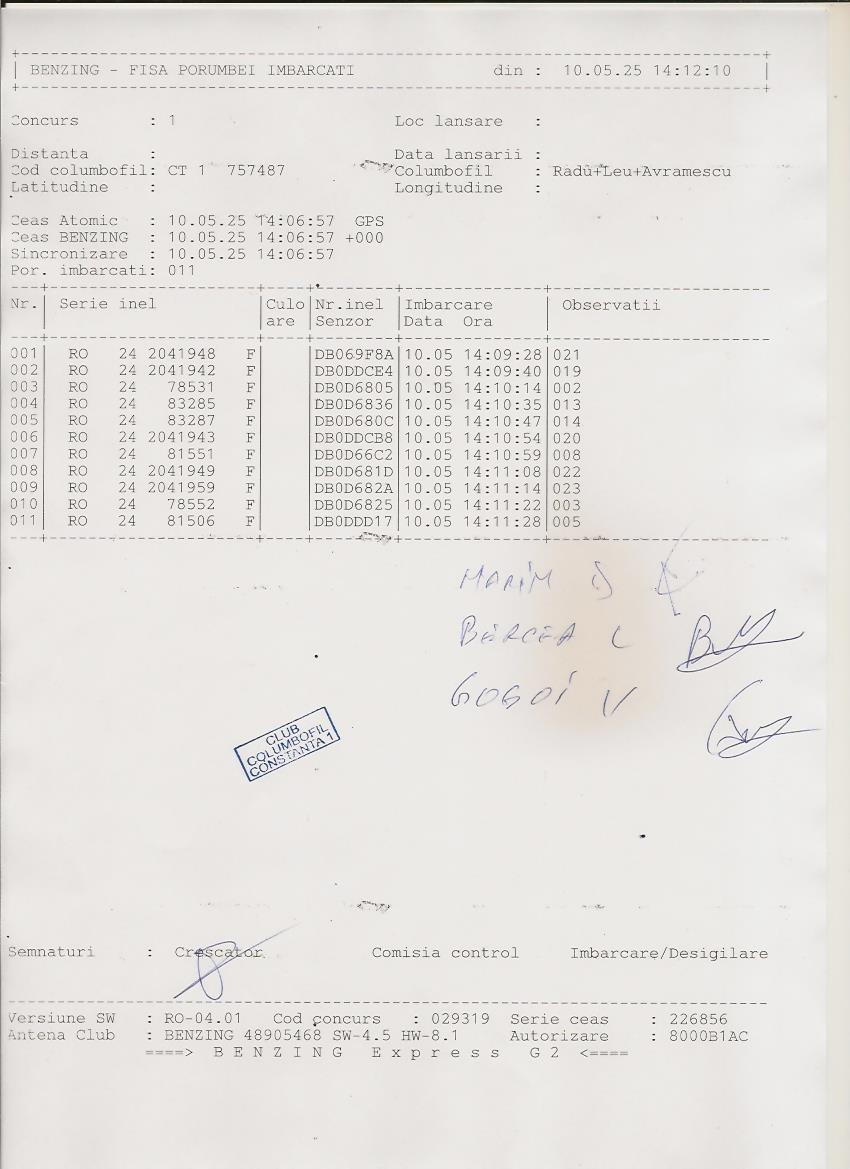 BENZING - FISA PORUMBEI IMBARCATI din : 10.05.25 14:12:10
Concurs : 1 Loc lansare :
Distanta : Data lansarii :
Cod columbofil: CT 1 757487 Columbofil : Radu+Leu+Avramescu
Latitudine : Longitudine :
Ceas Atomic : 10.05.25 14:06:57 GPS
Ceas BENZING : 10.05.25 14:06:57 +000
Sincronizare : 10.05.25 14:06:57
Por. imbarcati: 011
Nr. Serie inel Culo Nr.inel Imbarcare Observatii
are Senzor Data Ora
001 RO 24 2041948 F DB069F8A 10.05 14:09:28 021
002 RO 24 2041942 F DB0DDCE4 10.05 14:09:40 019
003 RO 24 78531 F DB0D6805 10.05 14:10:14 002
004 RO 24 83285 F DB0D6836 10.05 14:10:35 013
005 RO 24 83287 F DB0D680C 10.05 14:10:47 014
006 RO 24 2041943 F DB0DDCB8 10.05 14:10:54 020
007 RO 24 81551 F DB0D66C2 10.05 14:10:59 008
008 RO 24 2041949 F DB0D681D 10.05 14:11:08 022
009 RO 24 2041959 F DB0D682A 10.05 14:11:14 023
010 RO 24 78552 F DB0D6825 10.05 14:11:22 003
011 RO 24 81506 F DB0DDD17 10.05 14:11:28 005
MARIM
BERCEA C
GOGOI V
CLUB
COLUMBOFIL
CONSTANTA 1
Semnaturi : Crescator Comisia control Imbarcare/Desigilare
Versiune SW : RO-04.01 Cod concurs : 029319 Serie ceas : 226856
Antena Club : BENZING 48905468 SW-4.5 HW-8.1 Autorizare : 8000B1AC
====> B E N Z I N G E x p r e s s G 2 <====